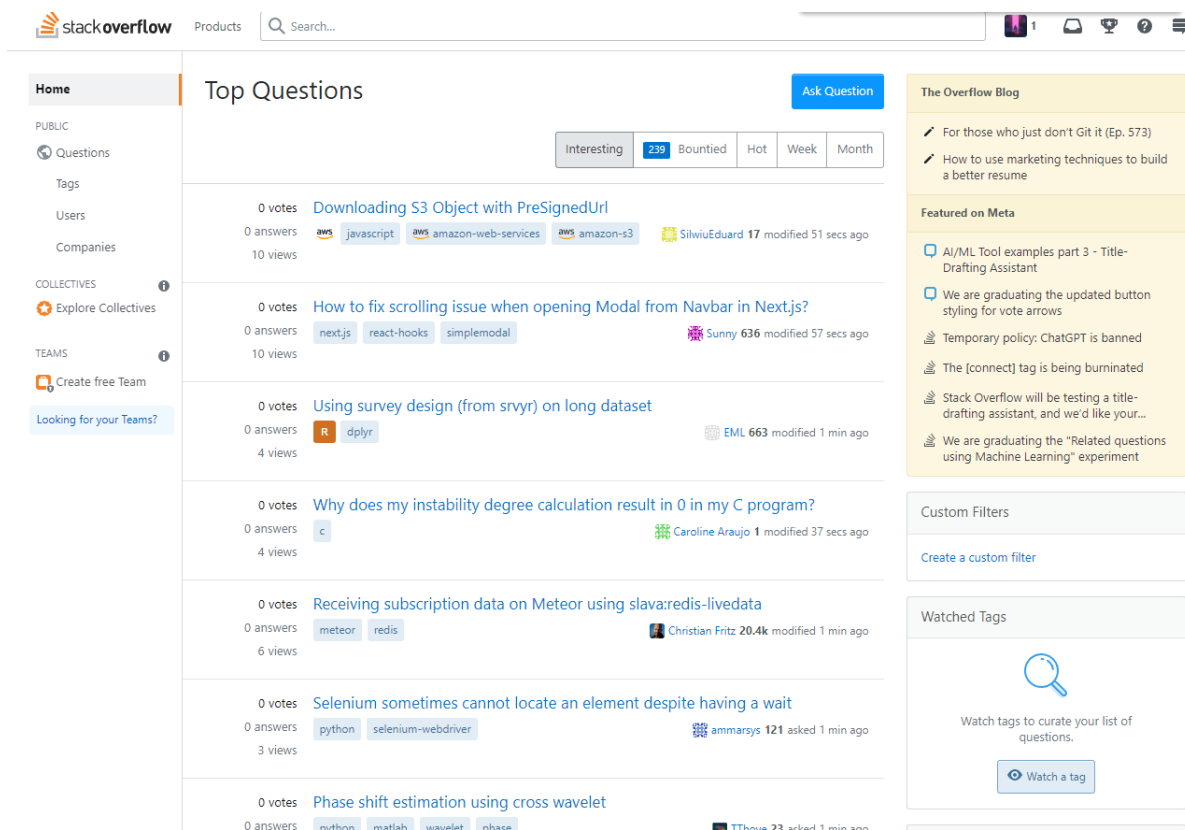 stackoverflow Products Search... 1
Home
PUBLIC
Questions
Tags
Users
Companies
COLLECTIVES
Explore Collectives
TEAMS
Create free Team
Looking for your Teams?
Top Questions
Ask Question
Interesting 239 Bountied Hot Week Month
0 votes
0 answers
10 views
Downloading S3 Object with PreSignedUrl
aws javascript aws amazon-web-services aws amazon-s3
SilwiuEduard 17 modified 51 secs ago
0 votes
0 answers
10 views
How to fix scrolling issue when opening Modal from Navbar in Next.js?
next.js react-hooks simplemodal
Sunny 636 modified 57 secs ago
0 votes
0 answers
4 views
Using survey design (from srvyr) on long dataset
R dplyr
EML 663 modified 1 min ago
0 votes
0 answers
4 views
Why does my instability degree calculation result in 0 in my C program?
c
Caroline Araujo 1 modified 37 secs ago
0 votes
0 answers
6 views
Receiving subscription data on Meteor using slava:redis-livedata
meteor redis
Christian Fritz 20.4k modified 1 min ago
0 votes
0 answers
3 views
Selenium sometimes cannot locate an element despite having a wait
python selenium-webdriver
ammarsys 121 asked 1 min ago
0 votes
0 answers
Phase shift estimation using cross wavelet
python matlab wavelet phase
23 asked 1 min ago
The Overflow Blog
For those who just don't Git it (Ep. 573)
How to use marketing techniques to build
a better resume
Featured on Meta
AI/ML Tool examples part 3 - Title-
Drafting Assistant
We are graduating the updated button
styling for vote arrows
Temporary policy: ChatGPT is banned
The [connect] tag is being burninated
Stack Overflow will be testing a title-
drafting assistant, and we'd like your...
We are graduating the "Related questions
using Machine Learning" experiment
Custom Filters
Create a custom filter
Watched Tags
Watch tags to curate your list of
questions.
Watch a tag